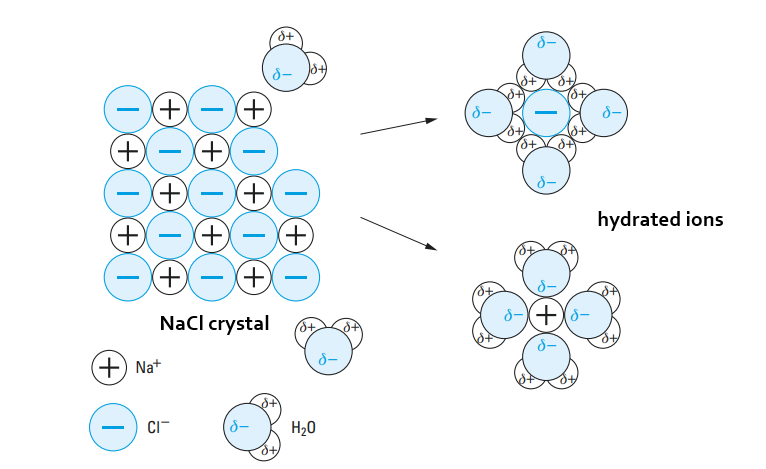 δ+
δ− δ+
− + − +
+ − + −
− + − + −
+ − + − +
− + − + −
NaCl crystal
δ+ δ+
δ−
+ Na⁺
− Cl⁻
δ+
δ−
δ+
H₂O
δ−
δ+ δ+
δ+ δ+
δ− − δ−
δ+ δ+
δ+ δ+
δ−
hydrated ions
δ+ δ+
δ−
δ+ δ+
δ− + δ−
δ+ δ+
δ−
δ+ δ+